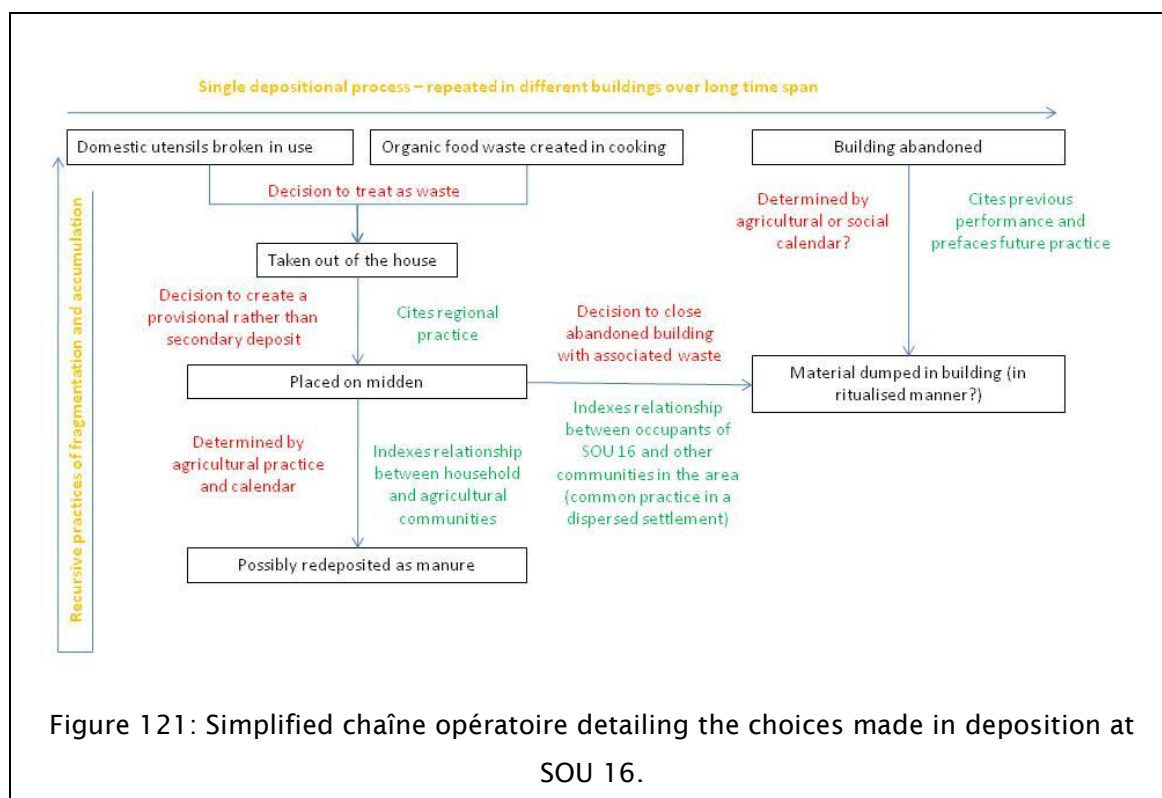 Single depositional process – repeated in different buildings over long time span
Domestic utensils broken in use
Organic food waste created in cooking
Building abandoned
Decision to treat as waste
Determined by
agricultural or social
calendar?
Cites previous
performance and
prefaces future practice
Taken out of the house
Recursive practices of fragmentation and accumulation
Decision to create a
provisional rather than
secondary deposit
Cites regional
practice
Decision to close
abandoned building
with associated waste
Placed on midden
Material dumped in building (in
ritualised manner?)
Determined by
agricultural practice
and calendar
Indexes relationship
between household
and agricultural
communities
Indexes relationship
between occupants of
SOU 16 and other
communities in the area
(common practice in a
dispersed settlement)
Possibly redeposited as manure
Figure 121: Simplified chaîne opératoire detailing the choices made in deposition at
SOU 16.